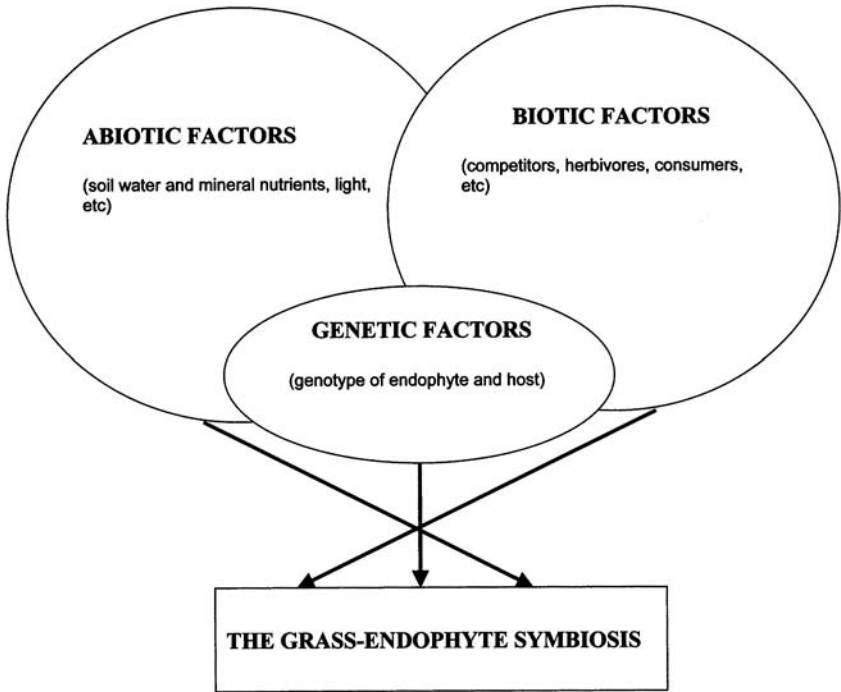 ABIOTIC FACTORS
(soil water and mineral nutrients, light,
etc)
BIOTIC FACTORS
(competitors, herbivores, consumers,
etc)
GENETIC FACTORS
(genotype of endophyte and host)
THE GRASS-ENDOPHYTE SYMBIOSIS